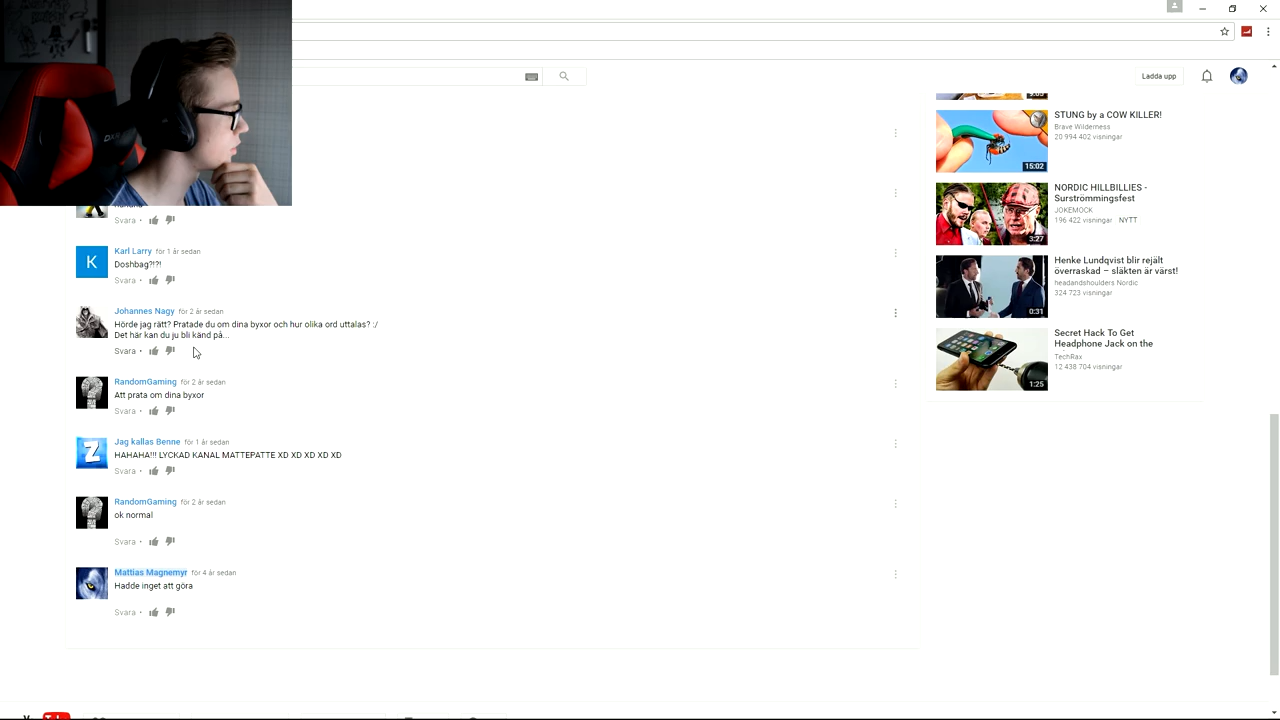 Ladda upp
STUNG by a COW KILLER!
Brave Wilderness
20 994 402 visningar
15:02
NORDIC HILLBILLIES -
Surströmmingsfest
JOKEMOCK
196 422 visningar NYTT
3:27
Henke Lundqvist blir rejält
överraskad – släkten är värst!
headandshoulders Nordic
324 723 visningar
0:31
Secret Hack To Get
Headphone Jack on the
TechRax
12 438 704 visningar
1:25
Svara •
Karl Larry för 1 år sedan
Doshbag?!?!
Svara •
Johannes Nagy för 2 år sedan
Hörde jag rätt? Pratade du om dina byxor och hur olika ord uttalas? :/
Det här kan du ju bli känd på...
Svara •
RandomGaming för 2 år sedan
Att prata om dina byxor
Svara •
Jag kallas Benne för 1 år sedan
HAHAHA!!! LYCKAD KANAL MATTEPATTE XD XD XD XD XD
Svara •
RandomGaming för 2 år sedan
ok normal
Svara •
Mattias Magnemyr för 4 år sedan
Hadde inget att göra
Svara •